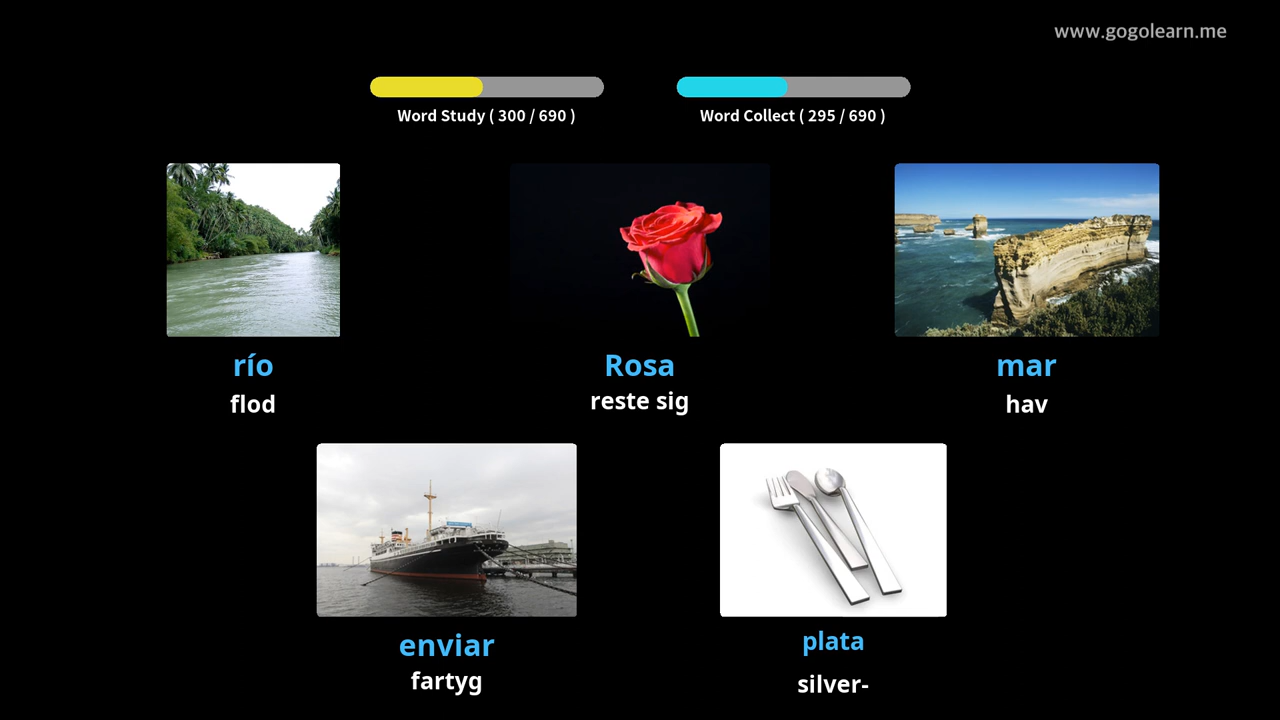 www.gogolearn.me
Word Study ( 300 / 690 )
Word Collect ( 295 / 690 )
río
flod
Rosa
reste sig
mar
hav
enviar
fartyg
plata
silver-